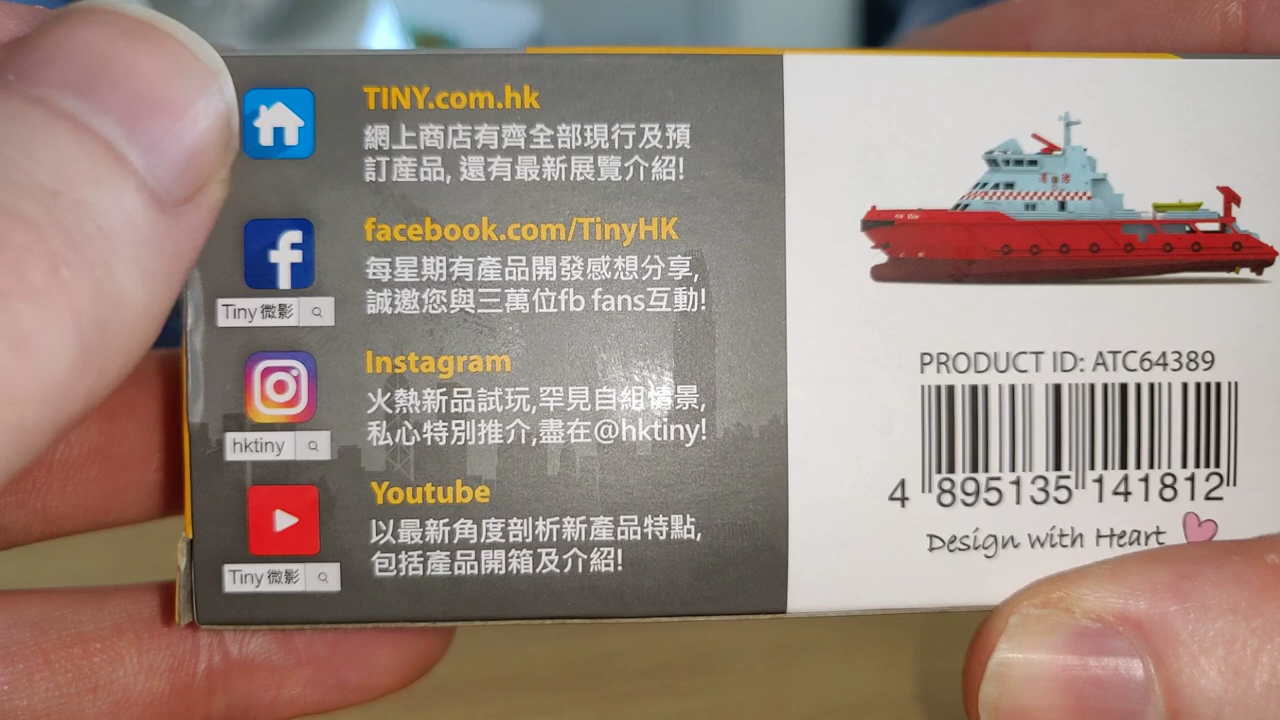 TINY.com.hk
網上商店有齊全部現行及預
訂產品, 還有最新展覽介紹!
facebook.com/TinyHK
每星期有產品開發感想分享,
誠邀您與三萬位fb fans互動!
Tiny 微影
Instagram
火熱新品試玩,罕見自組情景,
私心特別推介,盡在@hktiny!
hktiny
Youtube
以最新角度剖析新產品特點,
包括產品開箱及介紹!
Tiny 微影
PRODUCT ID: ATC64389
4 895135 141812
Design with Heart